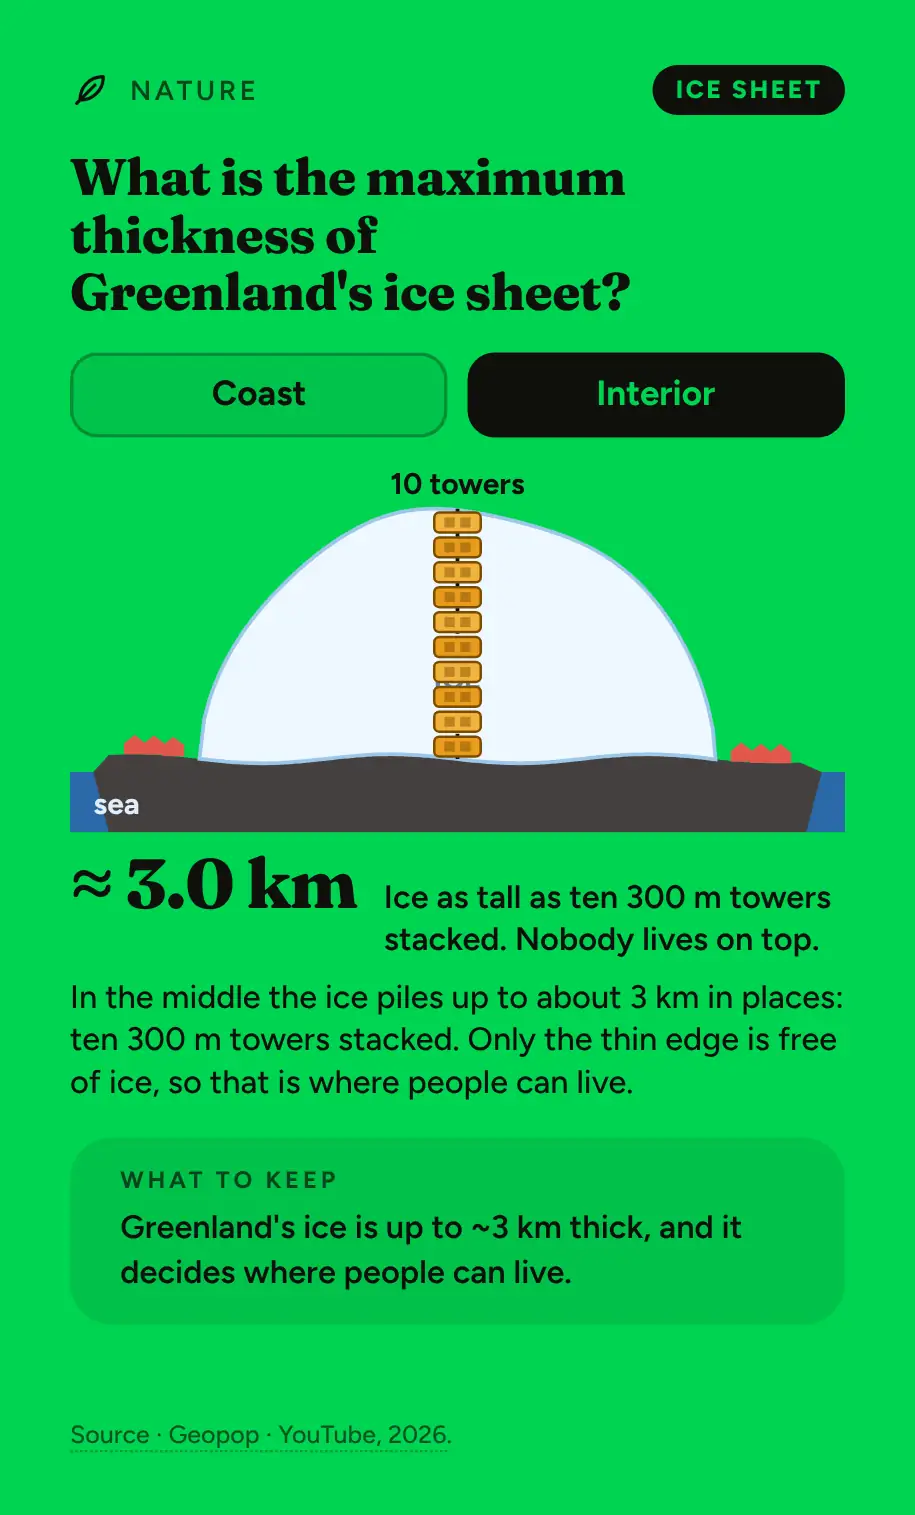 NATURE
ICE SHEET
What is the maximum
thickness of
Greenland's ice sheet?
Coast
Interior
10 towers
sea
≈ 3.0 km
Ice as tall as ten 300 m towers
stacked. Nobody lives on top.
In the middle the ice piles up to about 3 km in places:
ten 300 m towers stacked. Only the thin edge is free
of ice, so that is where people can live.
WHAT TO KEEP
Greenland's ice is up to ~3 km thick, and it
decides where people can live.
Source · Geopop · YouTube, 2026.